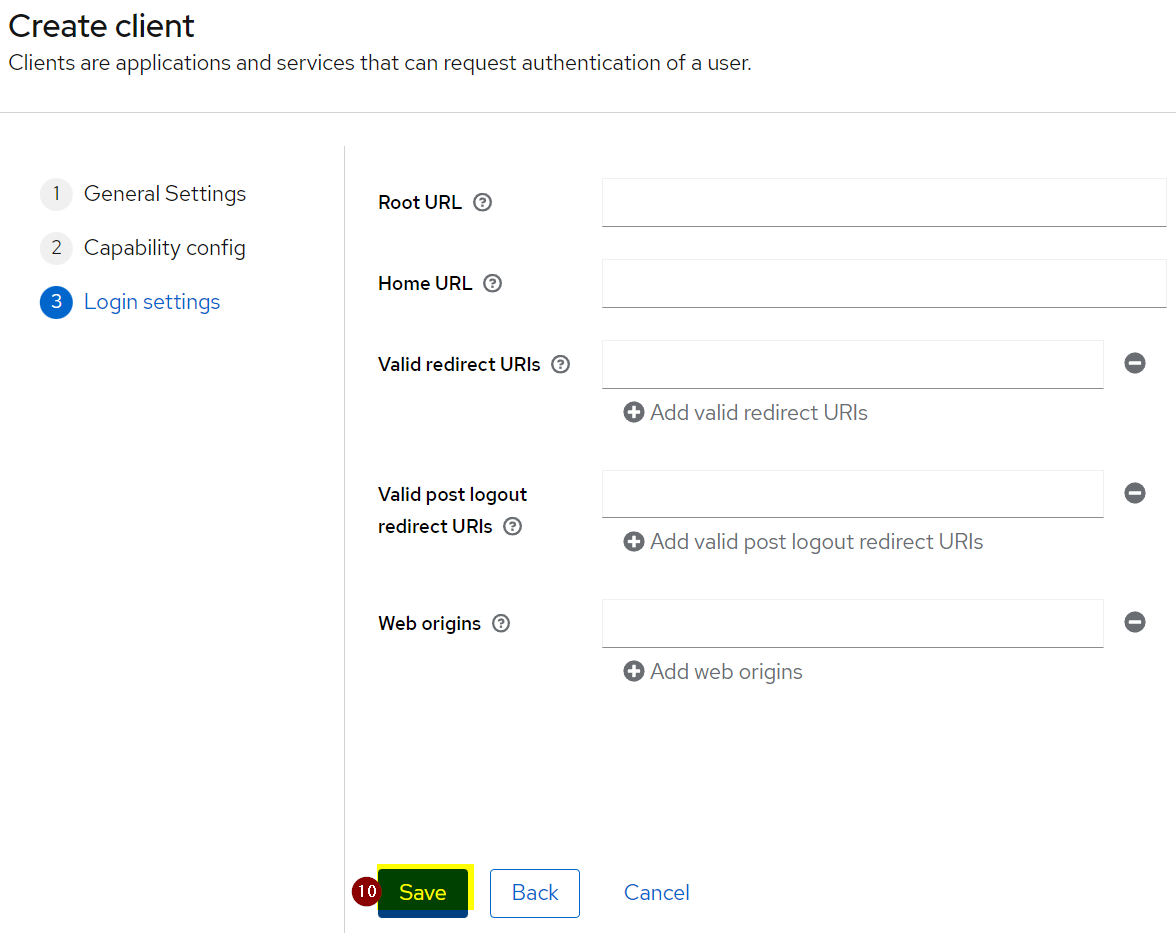 Create client
Clients are applications and services that can request authentication of a user.
1 General Settings
2 Capability config
3 Login settings
Root URL ?
Home URL ?
Valid redirect URIs ?
Add valid redirect URIs
Valid post logout
redirect URIs ?
Add valid post logout redirect URIs
Web origins ?
Add web origins
10 Save Back Cancel